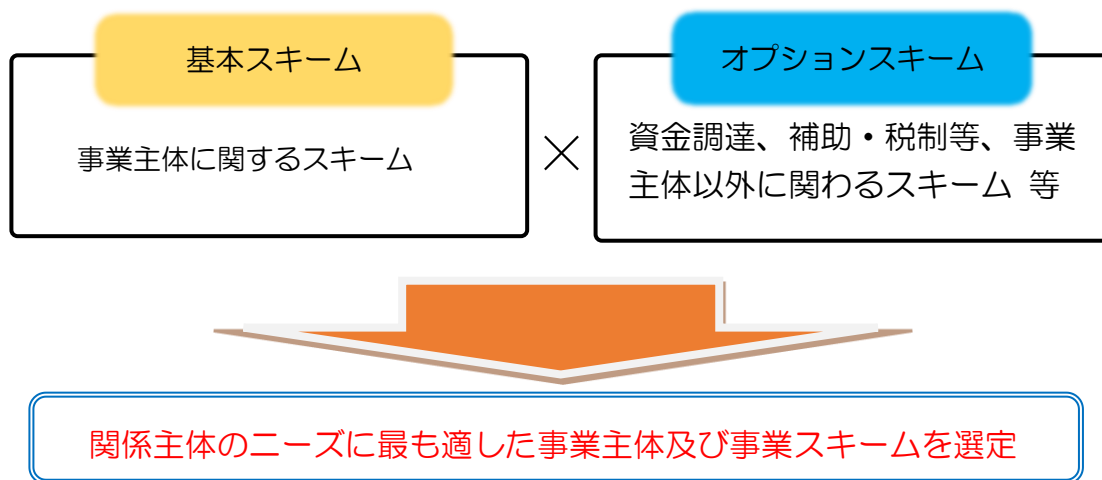 基本スキーム
事業主体に関するスキーム
×
オプションスキーム
資金調達、補助・税制等、事業
主体以外に関わるスキーム 等
関係主体のニーズに最も適した事業主体及び事業スキームを選定